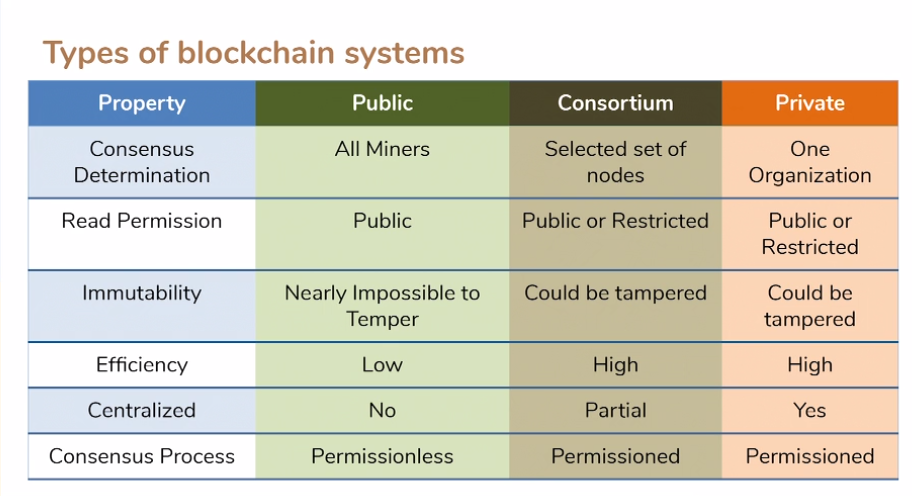 Types of blockchain systems
Property Public Consortium Private
Consensus All Miners Selected set of One
Determination nodes Organization
Read Permission Public Public or Restricted Public or
Restricted
Immutability Nearly Impossible to Could be tampered Could be
Temper tampered
Efficiency Low High High
Centralized No Partial Yes
Consensus Process Permissionless Permissioned Permissioned